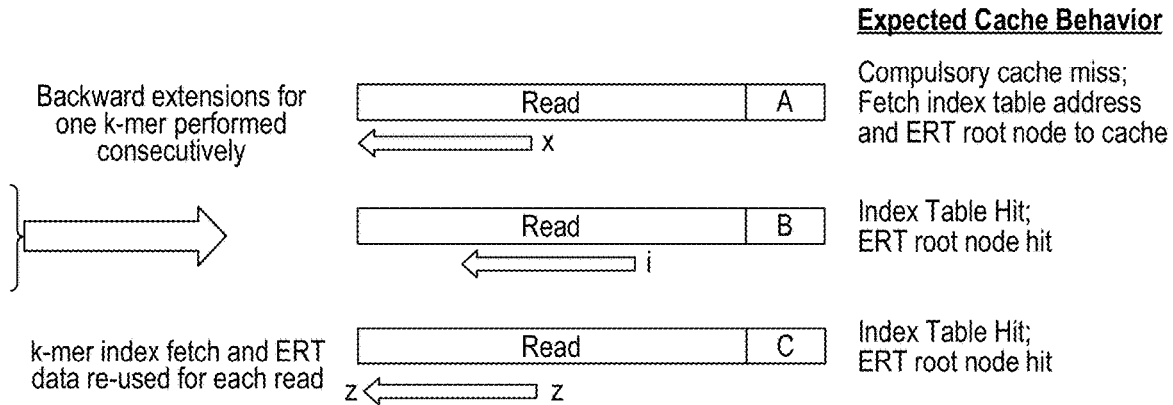 Expected Cache Behavior
Backward extensions for
one k-mer performed
consecutively
Read
A
x
Compulsory cache miss;
Fetch index table address
and ERT root node to cache
Read
B
i
Index Table Hit;
ERT root node hit
k-mer index fetch and ERT
data re-used for each read
Read
C
z
z
Index Table Hit;
ERT root node hit